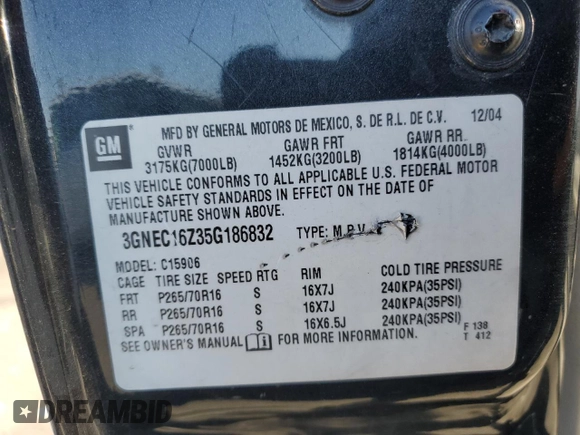 GM
MFD BY GENERAL MOTORS DE MEXICO, S. DE R.L. DE C.V. 12/04
GVWR GAWR FRT GAWR RR.
3175KG(7000LB) 1452KG(3200LB) 1814KG(4000LB)
THIS VEHICLE CONFORMS TO ALL APPLICABLE U.S. FEDERAL MOTOR
VEHICLE SAFETY STANDARDS IN EFFECT ON THE DATE OF
MANUFACTURE SHOWN ABOVE.
3GNEC16Z35G186832 TYPE: M.P.V.
MODEL: C15906
CAGE TIRE SIZE SPEED RTG RIM COLD TIRE PRESSURE
FRT P265/70R16 S 16X7J 240KPA(35PSI)
RR P265/70R16 S 16X7J 240KPA(35PSI)
SPA P265/70R16 S 16X6.5J 240KPA(35PSI)
SEE OWNER'S MANUAL FOR MORE INFORMATION. F 138
T 412
DREAMBID